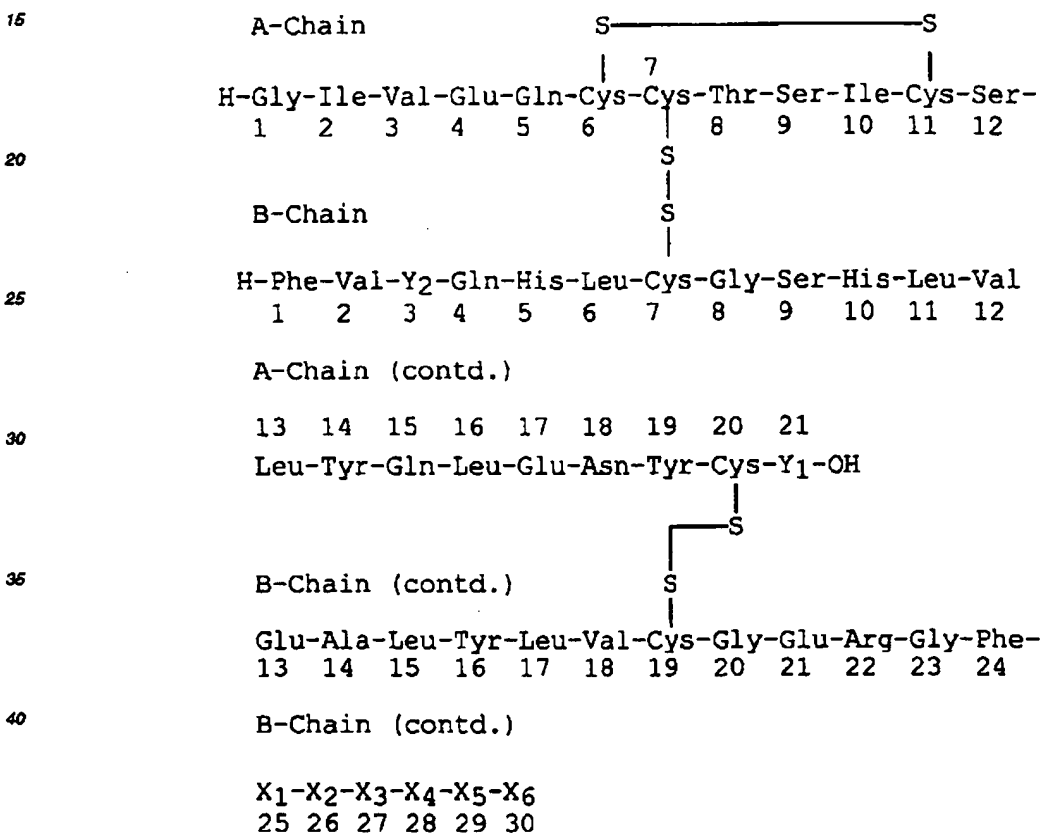 15 A-Chain S S
7
H-Gly-Ile-Val-Glu-Gln-Cys-Cys-Thr-Ser-Ile-Cys-Ser-
1 2 3 4 5 6 8 9 10 11 12
20 S
S
B-Chain
H-Phe-Val-Y2-Gln-His-Leu-Cys-Gly-Ser-His-Leu-Val
25
1 2 3 4 5 6 7 8 9 10 11 12
A-Chain (contd.)
30 13 14 15 16 17 18 19 20 21
Leu-Tyr-Gln-Leu-Glu-Asn-Tyr-Cys-Y1-OH
S
35 B-Chain (contd.) S
Glu-Ala-Leu-Tyr-Leu-Val-Cys-Gly-Glu-Arg-Gly-Phe-
13 14 15 16 17 18 19 20 21 22 23 24
40 B-Chain (contd.)
X1-X2-X3-X4-X5-X6
25 26 27 28 29 30